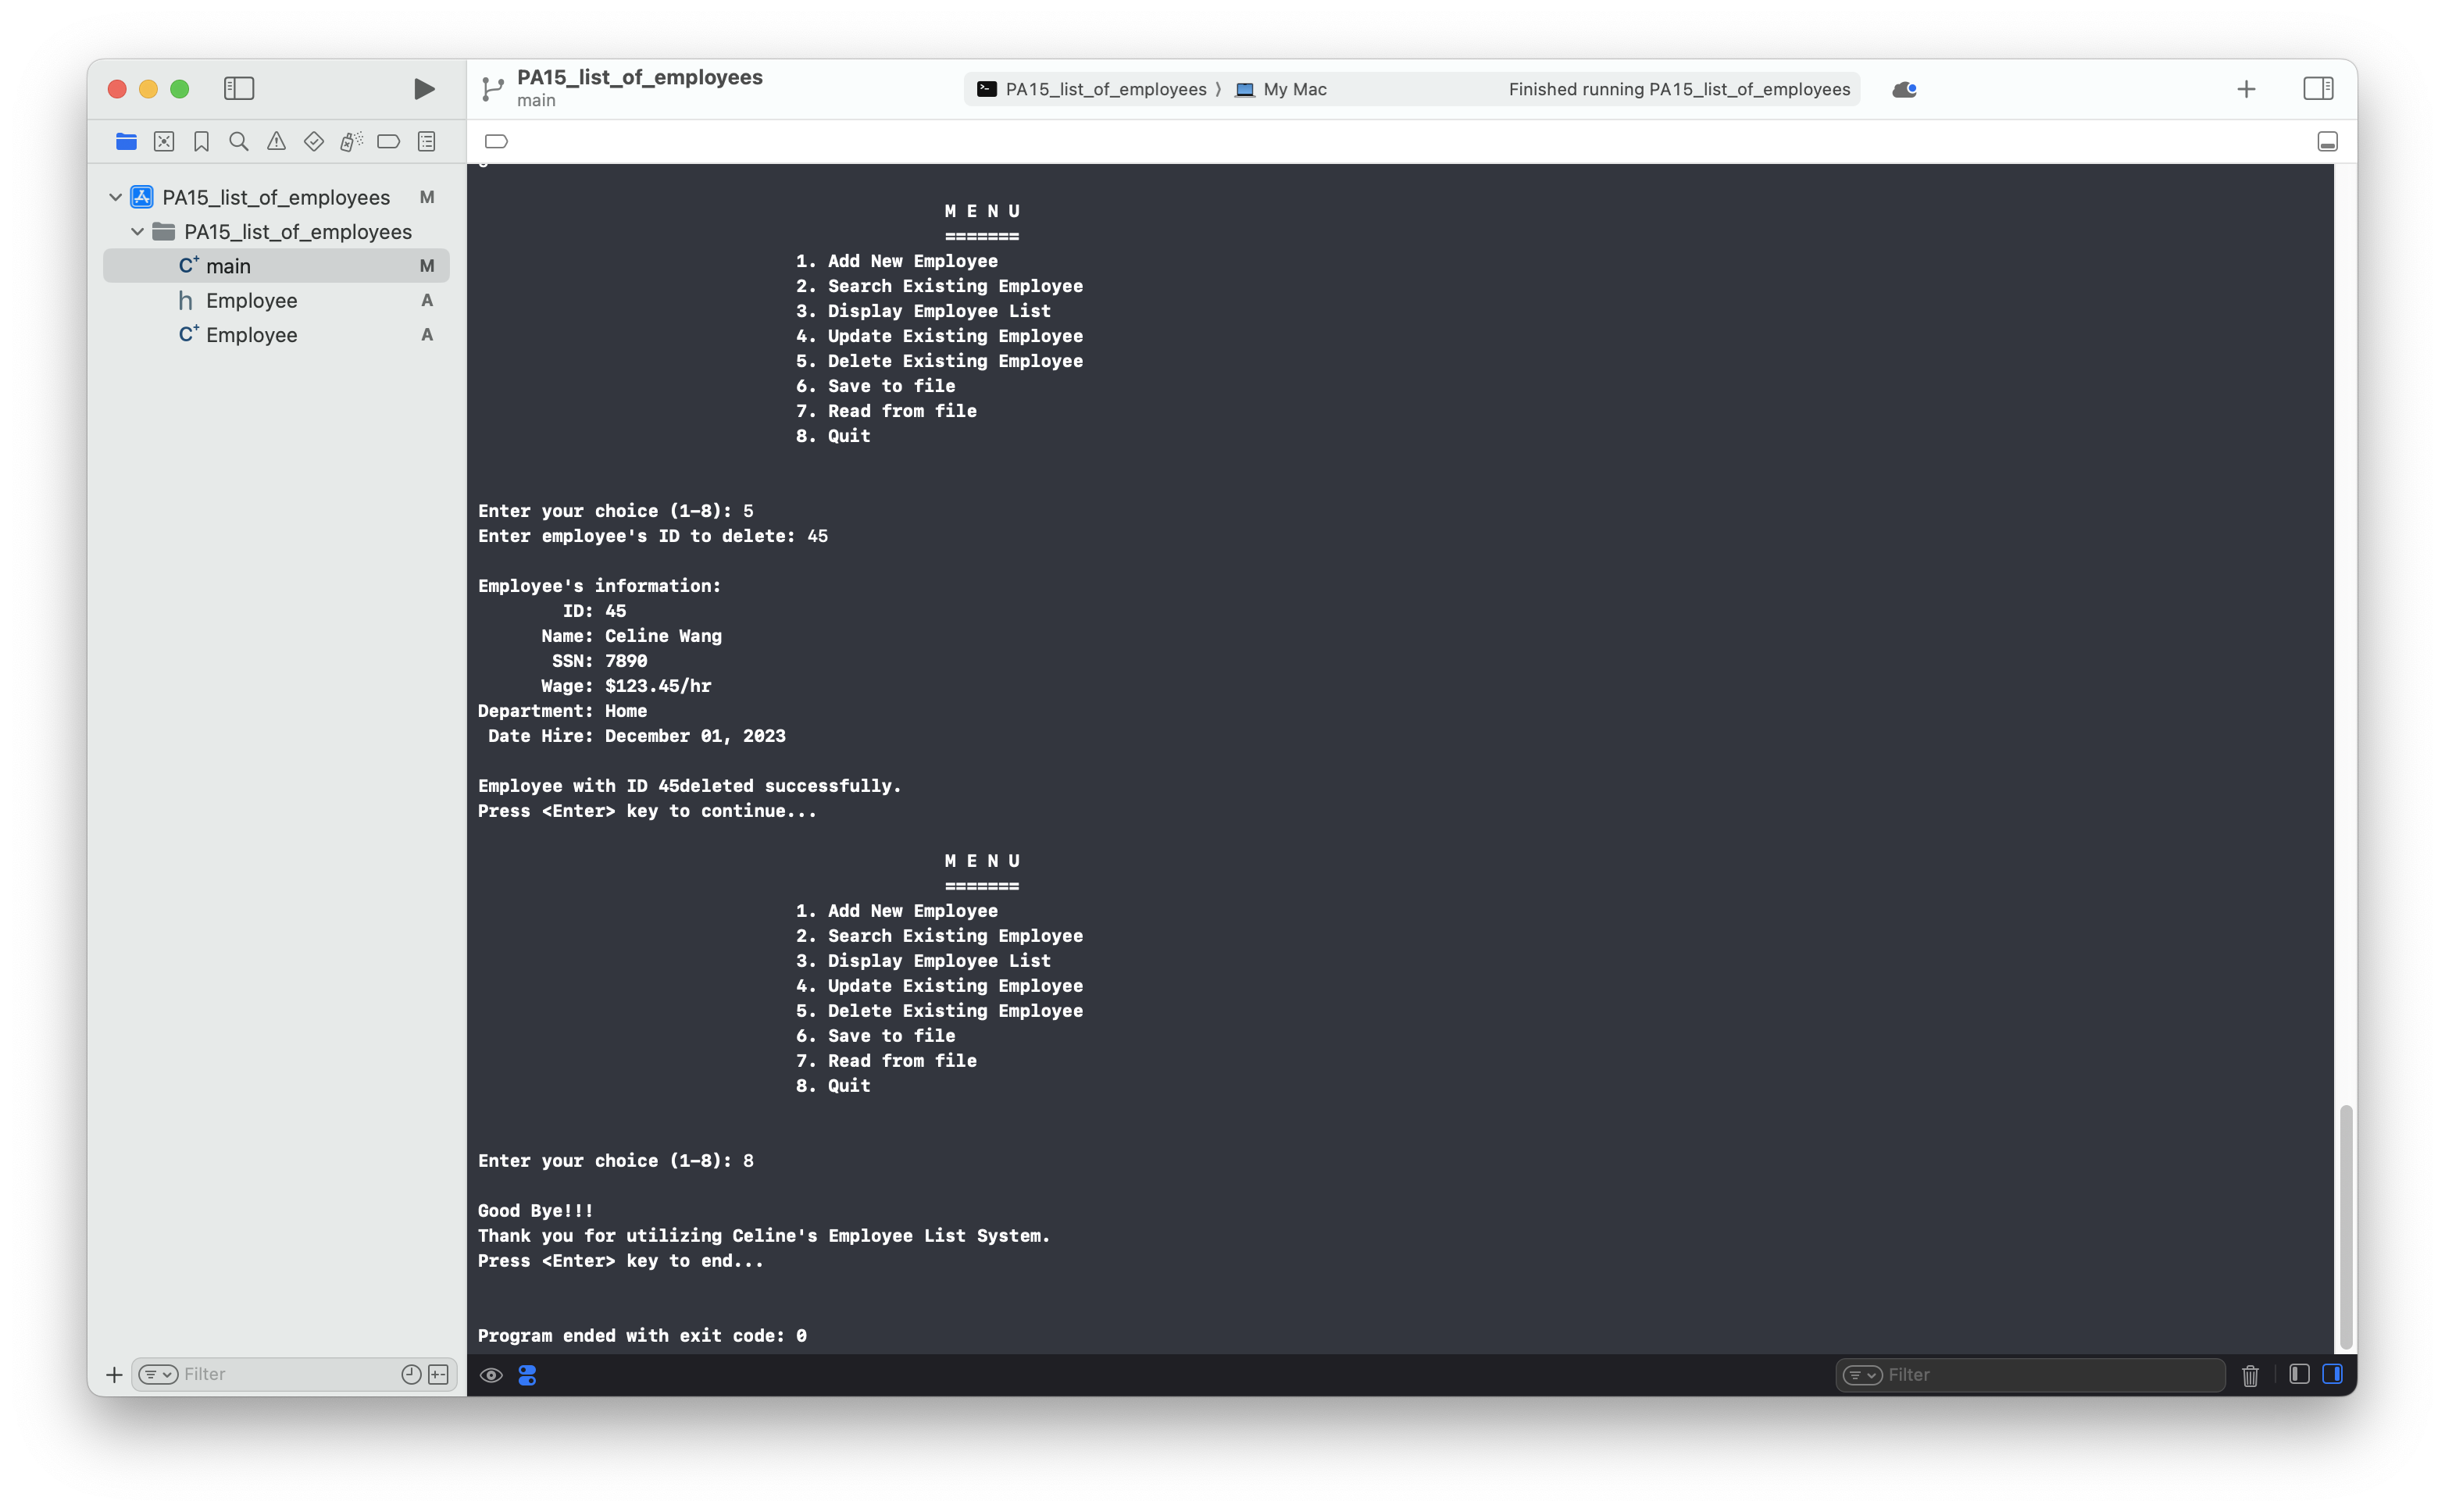 PA15_list_of_employees
main
PA15_list_of_employees
My Mac
Finished running PA15_list_of_employees
PA15_list_of_employees M
PA15_list_of_employees
main M
Employee A
Employee A
M E N U
=======
1. Add New Employee
2. Search Existing Employee
3. Display Employee List
4. Update Existing Employee
5. Delete Existing Employee
6. Save to file
7. Read from file
8. Quit
Enter your choice (1-8): 5
Enter employee's ID to delete: 45
Employee's information:
ID: 45
Name: Celine Wang
SSN: 7890
Wage: $123.45/hr
Department: Home
Date Hire: December 01, 2023
Employee with ID 45deleted successfully.
Press <Enter> key to continue...
M E N U
=======
1. Add New Employee
2. Search Existing Employee
3. Display Employee List
4. Update Existing Employee
5. Delete Existing Employee
6. Save to file
7. Read from file
8. Quit
Enter your choice (1-8): 8
Good Bye!!!
Thank you for utilizing Celine's Employee List System.
Press <Enter> key to end...
Program ended with exit code: 0
Filter
Filter